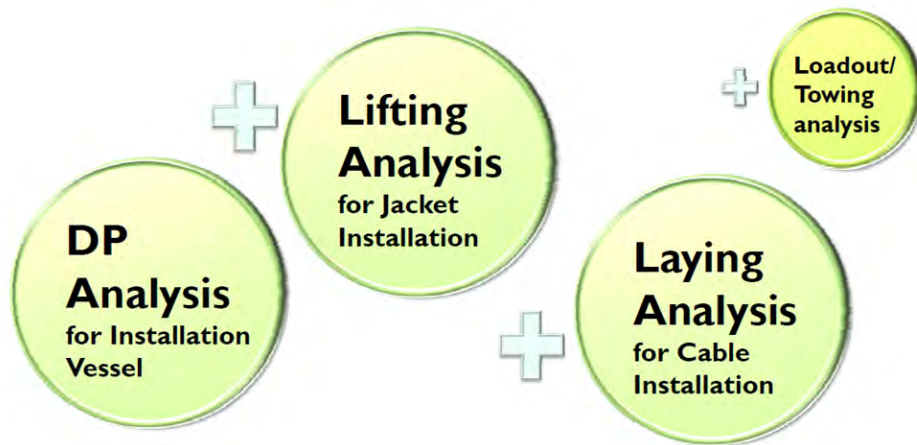 DP
Analysis
for Installation
Vessel
Lifting
Analysis
for Jacket
Installation
Laying
Analysis
for Cable
Installation
Loadout/
Towing
analysis